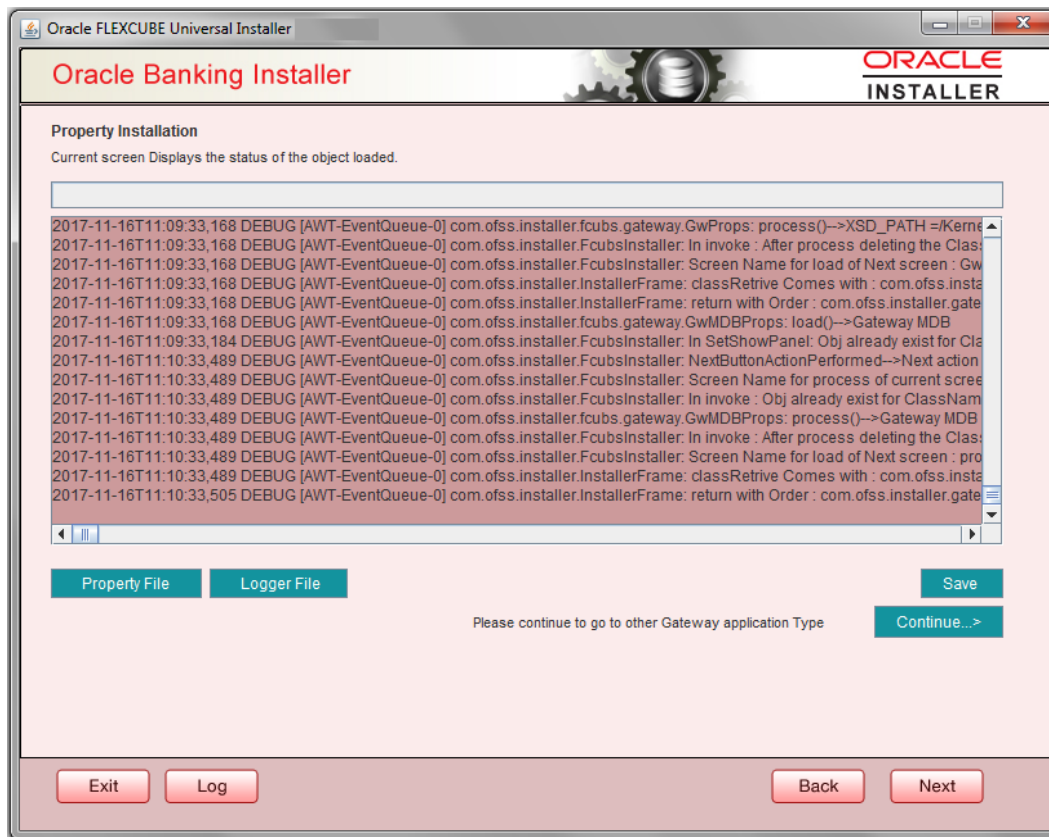 Oracle FLEXCUBE Universal Installer
Oracle Banking Installer
ORACLE
INSTALLER
Property Installation
Current screen Displays the status of the object loaded.
2017-11-16T11:09:33,168 DEBUG [AWT-EventQueue-0] com.ofss.installer.fcubs.gateway.GwProps: process()-->XSD_PATH =/Kerne
2017-11-16T11:09:33,168 DEBUG [AWT-EventQueue-0] com.ofss.installer.FcubsInstaller: In invoke : After process deleting the Clas
2017-11-16T11:09:33,168 DEBUG [AWT-EventQueue-0] com.ofss.installer.FcubsInstaller: Screen Name for load of Next screen : Gw
2017-11-16T11:09:33,168 DEBUG [AWT-EventQueue-0] com.ofss.installer.InstallerFrame: classRetrive Comes with : com.ofss.insta
2017-11-16T11:09:33,168 DEBUG [AWT-EventQueue-0] com.ofss.installer.InstallerFrame: return with Order : com.ofss.installer.gate
2017-11-16T11:09:33,168 DEBUG [AWT-EventQueue-0] com.ofss.installer.fcubs.gateway.GwMDBProps: load()-->Gateway MDB
2017-11-16T11:09:33,184 DEBUG [AWT-EventQueue-0] com.ofss.installer.FcubsInstaller: In SetShowPanel: Obj already exist for Cla
2017-11-16T11:10:33,489 DEBUG [AWT-EventQueue-0] com.ofss.installer.FcubsInstaller: NextButtonActionPerformed-->Next action
2017-11-16T11:10:33,489 DEBUG [AWT-EventQueue-0] com.ofss.installer.FcubsInstaller: Screen Name for process of current scree
2017-11-16T11:10:33,489 DEBUG [AWT-EventQueue-0] com.ofss.installer.FcubsInstaller: In invoke : Obj already exist for ClassNam
2017-11-16T11:10:33,489 DEBUG [AWT-EventQueue-0] com.ofss.installer.fcubs.gateway.GwMDBProps: process()-->Gateway MDB
2017-11-16T11:10:33,489 DEBUG [AWT-EventQueue-0] com.ofss.installer.FcubsInstaller: In invoke : After process deleting the Clas
2017-11-16T11:10:33,489 DEBUG [AWT-EventQueue-0] com.ofss.installer.FcubsInstaller: Screen Name for load of Next screen : pro
2017-11-16T11:10:33,489 DEBUG [AWT-EventQueue-0] com.ofss.installer.InstallerFrame: classRetrive Comes with : com.ofss.insta
2017-11-16T11:10:33,505 DEBUG [AWT-EventQueue-0] com.ofss.installer.InstallerFrame: return with Order : com.ofss.installer.gate
Property File Logger File Save
Please continue to go to other Gateway application Type Continue...>
Exit Log Back Next